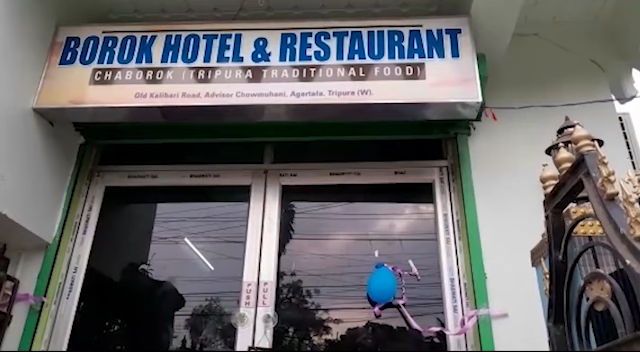 BOROK HOTEL & RESTAURANT
CHABOROK (TRIPURA TRADITIONAL FOOD)
Old Kalibari Road, Advisor Chowmuhani, Agartala, Tripura (W).
PUSH
PULL